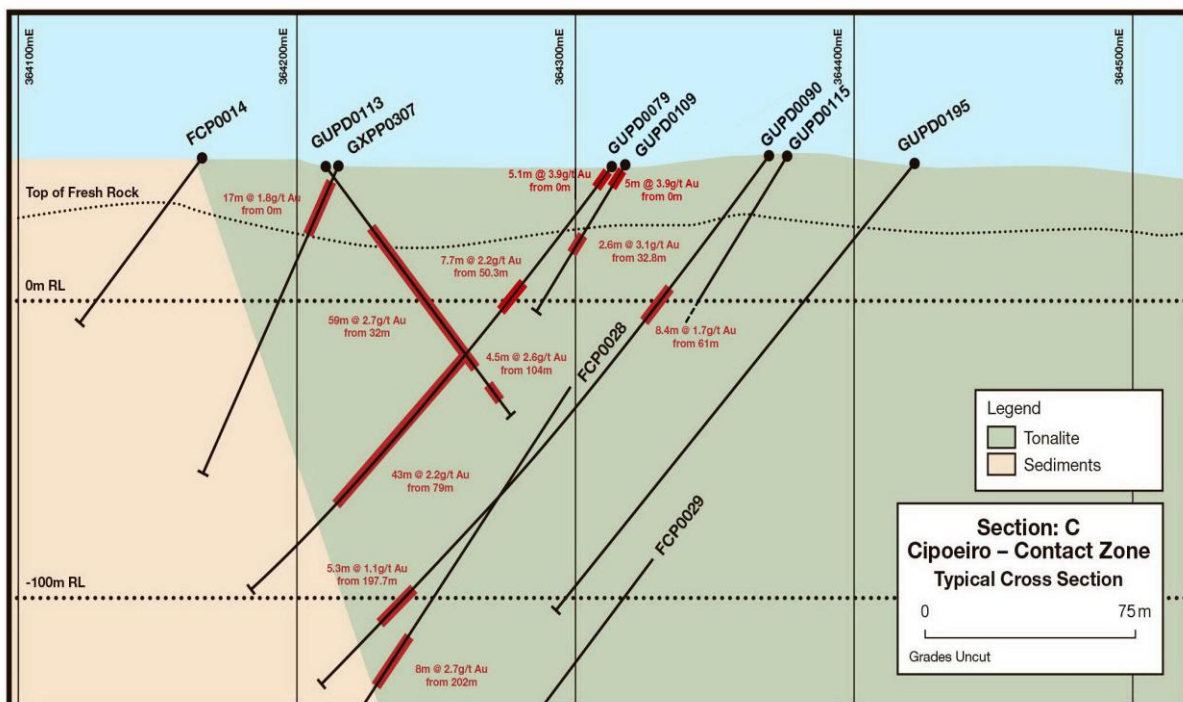 364100mE
364200mE
364300mE
364400mE
364500mE
FCP0014
GUPD0113
GXPP0307
GUPD0079
GUPD0109
GUPD0090
GUPD0115
GUPD0195
Top of Fresh Rock
17m @ 1.8g/t Au
from 0m
5.1m @ 3.9g/t Au
from 0m
5m @ 3.9g/t Au
from 0m
2.6m @ 3.1g/t Au
from 32.8m
7.7m @ 2.2g/t Au
from 50.3m
0m RL
59m @ 2.7g/t Au
from 32m
8.4m @ 1.7g/t Au
from 61m
4.5m @ 2.6g/t Au
from 104m
FCP0028
43m @ 2.2g/t Au
from 79m
FCP0029
5.3m @ 1.1g/t Au
from 197.7m
-100m RL
8m @ 2.7g/t Au
from 202m
Legend
Tonalite
Sediments
Section: C
Cipoeiro – Contact Zone
Typical Cross Section
0 75m
Grades Uncut